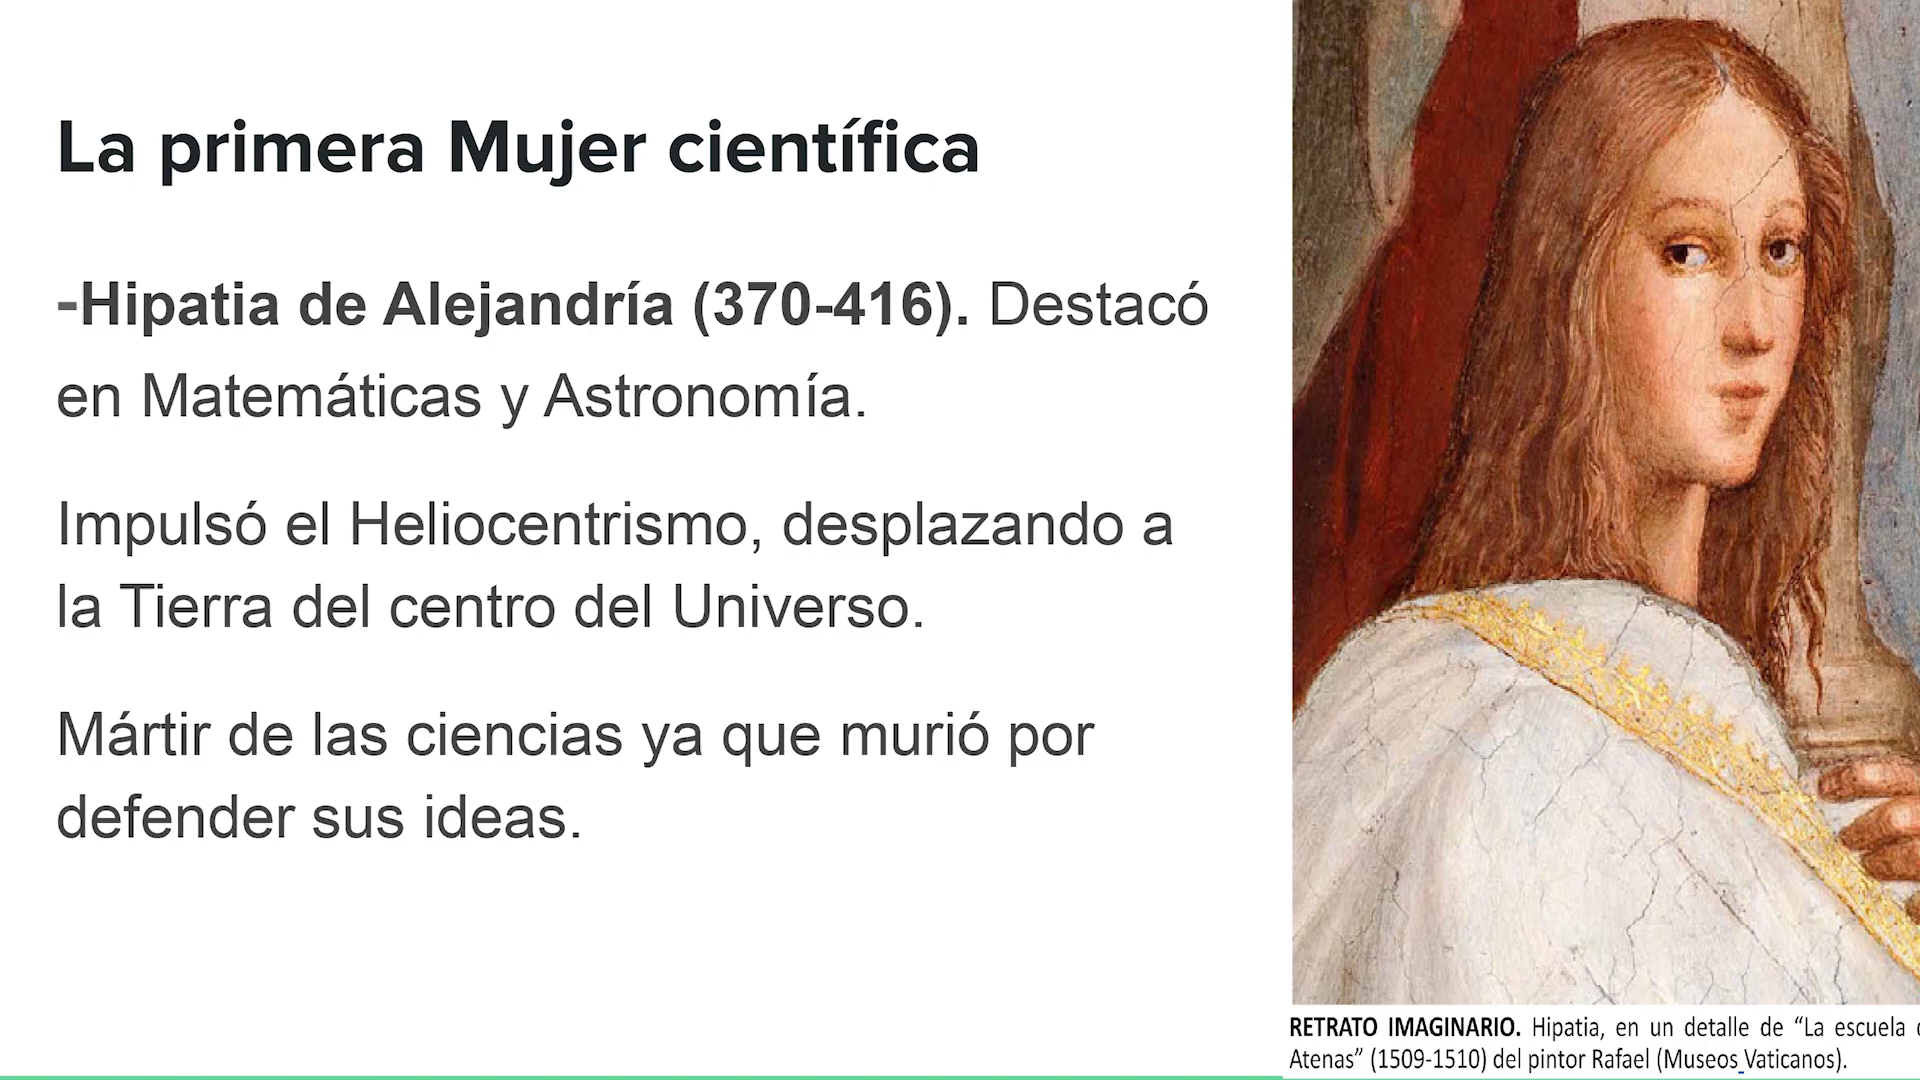 La primera Mujer científica
-Hipatia de Alejandría (370-416). Destacó
en Matemáticas y Astronomía.
Impulsó el Heliocentrismo, desplazando a
la Tierra del centro del Universo.
Mártir de las ciencias ya que murió por
defender sus ideas.
RETRATO IMAGINARIO. Hipatia, en un detalle de “La escuela
Atenas” (1509-1510) del pintor Rafael (Museos Vaticanos).